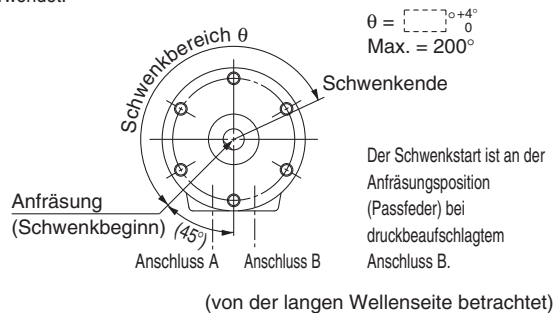 θ = °+4° 0
Max. = 200°
Schwenkbereich θ
Schwenkende
Der Schwenkstart ist an der
Anfräsungsposition
(Passfeder) bei
druckbeaufschlagtem
Anschluss B.
Anfräsung
(Schwenkbeginn)
(45°)
Anschluss A
Anschluss B
(von der langen Wellenseite betrachtet)